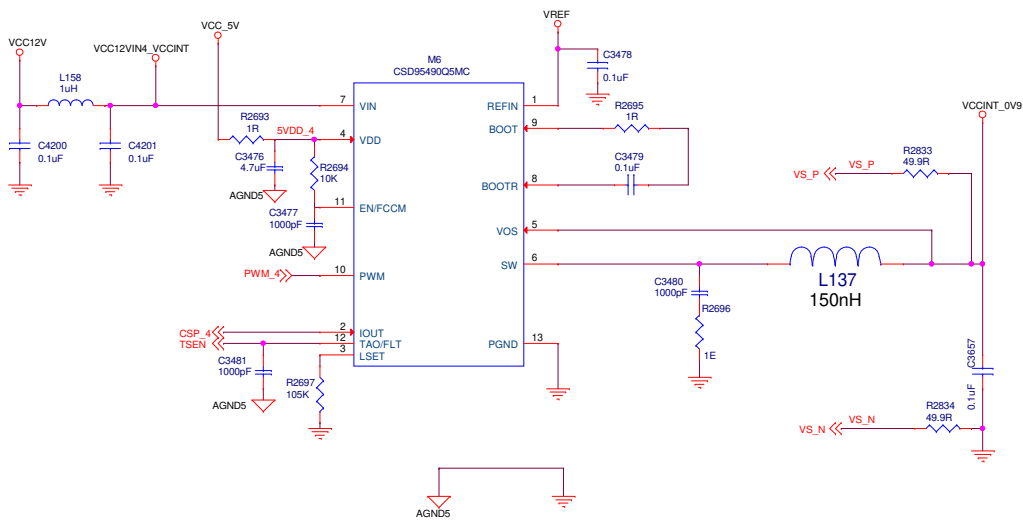 VCC_5V
VREF
VCC12V
VCC12VIN4_VCCINT
M6
CSD95490Q5MC
C3478
0.1uF
L158
1uH
VCCINT_0V9
7
VIN
REFIN
1
C4200
0.1uF
C4201
0.1uF
R2693
1R
5VDD_4
4
VDD
BOOT
9
R2695
1R
C3476
4.7uF
R2694
10K
C3479
0.1uF
R2833
49.9R
VS_P
VS_P
AGND5
BOOTR
8
C3477
1000pF
11
EN/FCCM
AGND5
VOS
5
PWM_4
10
PWM
SW
6
C3480
1000pF
L137
150nH
R2696
1E
CSP_4
2
IOUT
TSEN
12
TAO/FLT
3
LSET
PGND
13
C3481
1000pF
R2697
105K
AGND5
C3657
0.1uF
R2834
49.9R
VS_N
VS_N
AGND5